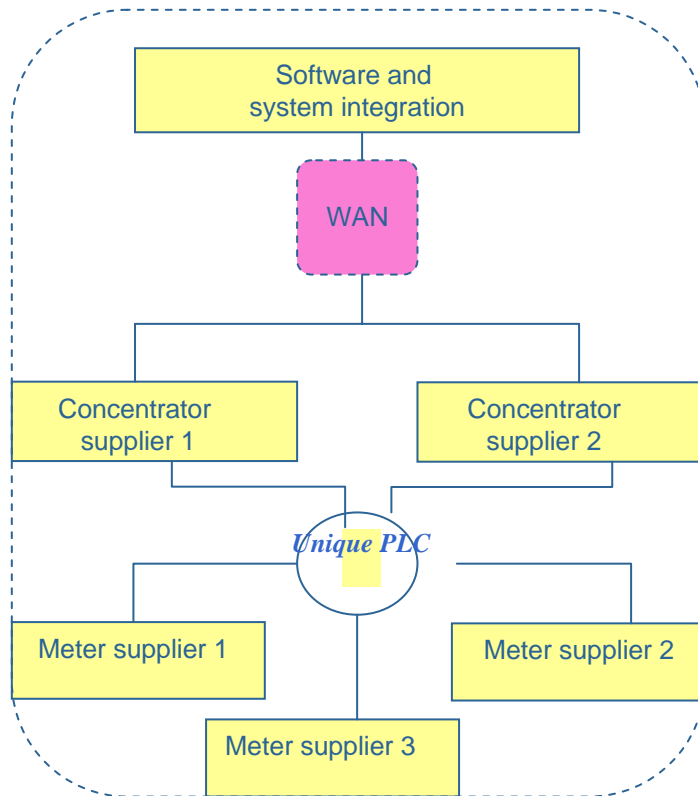 Software and
system integration
WAN
Concentrator
supplier 1
Concentrator
supplier 2
Unique PLC
Meter supplier 1
Meter supplier 2
Meter supplier 3